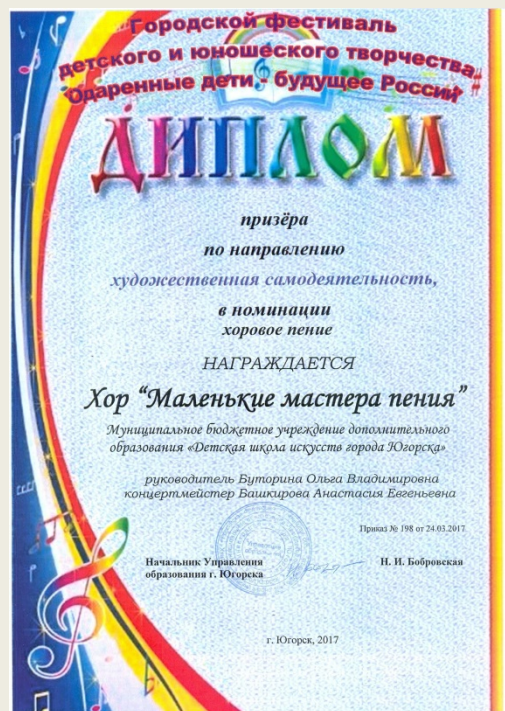 Городской фестиваль
детского и юношеского творчества
"Одаренные дети - будущее России"
ДИПЛОМ
призёра
по направлению
художественная самодеятельность,
в номинации
хоровое пение
НАГРАЖДАЕТСЯ
Хор “Маленькие мастера пения”
Муниципальное бюджетное учреждение дополнительного
образования «Детская школа искусств города Югорска»
руководитель Буторина Ольга Владимировна
концертмейстер Башкирова Анастасия Евгеньевна
Приказ № 198 от 24.03.2017
Начальник Управления
образования г. Югорска
Н. И. Бобровская
г. Югорск, 2017